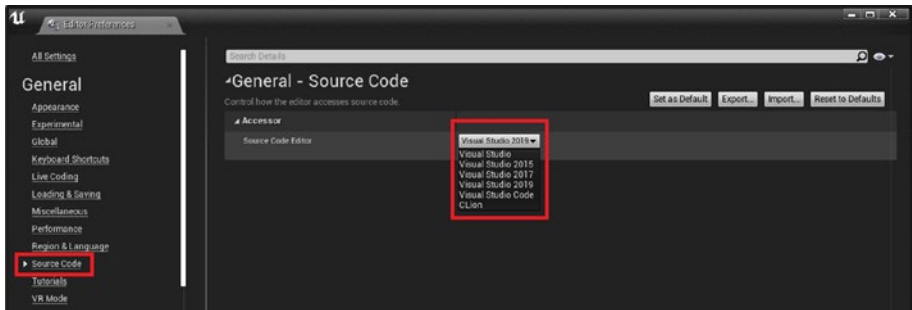 Editor Preferences
All Settings
General
Appearance
Experimental
Global
Keyboard Shortcuts
Live Coding
Loading & Saving
Miscellaneous
Performance
Region & Language
Source Code
Tutorials
VR Mode
Search Details
General - Source Code
Control how the editor accesses source code.
Set as Default Export... Import... Reset to Defaults
Accessor
Source Code Editor
Visual Studio 2019
Visual Studio
Visual Studio 2015
Visual Studio 2017
Visual Studio 2019
Visual Studio Code
CLion